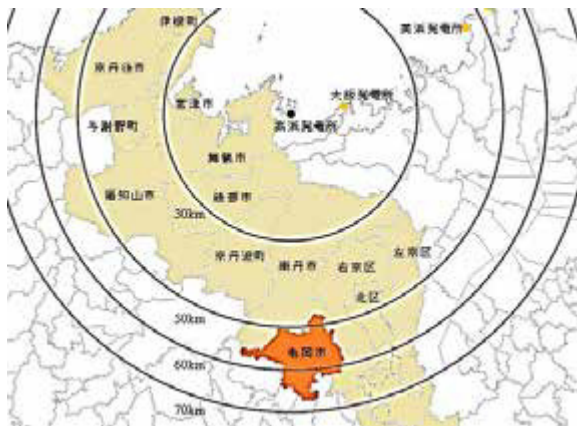 伊根町
美浜発電所
京丹後市
宮津市
大飯発電所
与謝野町
高浜発電所
舞鶴市
福知山市
綾部市
30km
京丹波町
南丹市
右京区
左京区
北区
50km
亀岡市
60km
70km